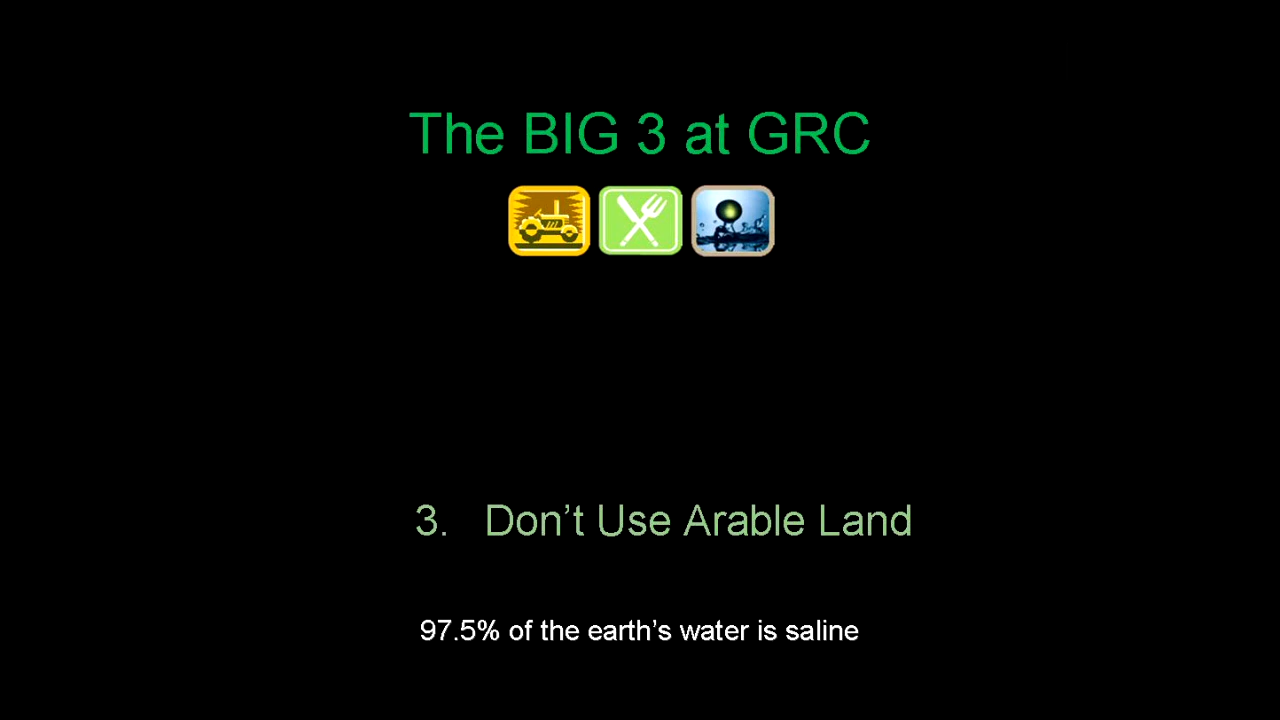 The BIG 3 at GRC
3. Don’t Use Arable Land
97.5% of the earth’s water is saline